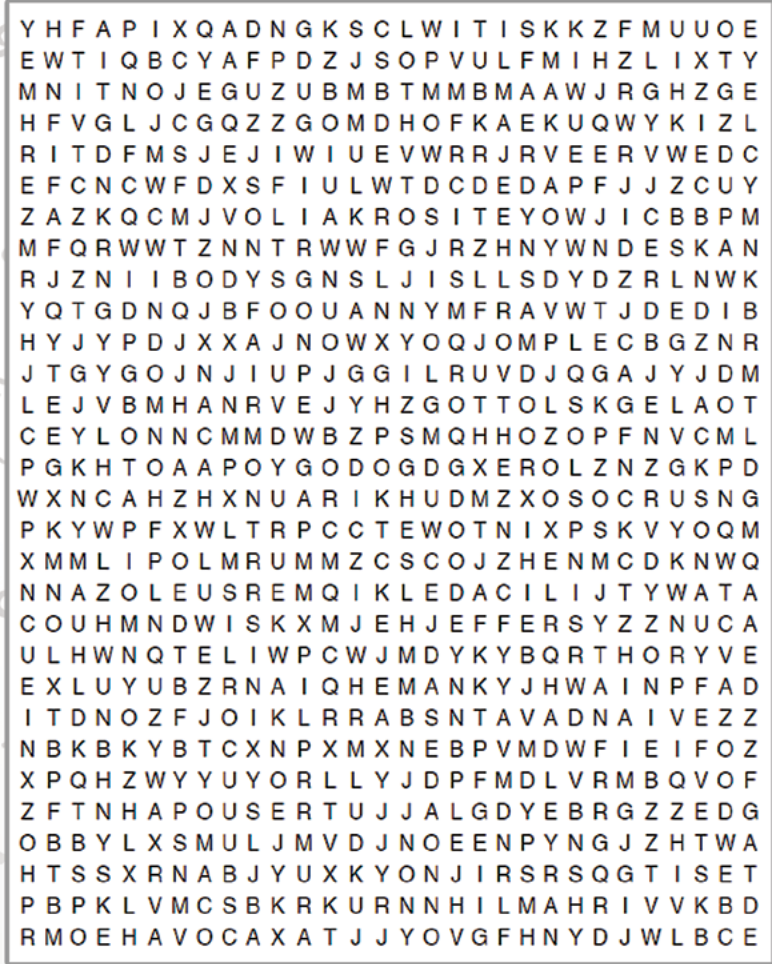 Y H F A P I X Q A D N G K S C L W I T I S K K Z F M U U O E
E W T I Q B C Y A F P D Z J S O P V U L F M I H Z L I X T Y
M N I T N O J E G U Z U B M B T M M B M A A W J R G H Z G E
H F V G L J C G Q Z Z G O M D H O F K A E K U Q W Y K I Z L
R I T D F M S J E J I W I U E V W R R J R V E E R V W E D C
E F C N C W F D X S F I U L W T D C D E D A P F J J Z C U Y
Z A Z K Q C M J V O L I A K R O S I T E Y O W J I C B B P M
M F Q R W W T Z N N T R W W F G J R Z H N Y W N D E S K A N
R J Z N I I B O D Y S G N S L J I S L L S D Y D Z R L N W K
Y Q T G D N Q J B F O O U A N N Y M F R A V W T J D E D I B
H Y J Y P D J X X A J N O W X Y O Q J O M P L E C B G Z N R
J T G Y G O J N J I U P J G G I L R U V D J Q G A J Y J D M
L E J V B M H A N R V E J Y H Z G O T T O L S K G E L A O T
C E Y L O N N C M M D W B Z P S M Q H H O Z O P F N V C M L
P G K H T O A A P O Y G O D O G D G X E R O L Z N Z G K P D
W X N C A H Z H X N U A R I K H U D M Z X O S O C R U S N G
P K Y W P F X W L T R P C C T E W O T N I X P S K V Y O Q M
X M M L I P O L M R U M M Z C S C O J Z H E N M C D K N W Q
N N A Z O L E U S R E M Q I K L E D A C I L I J T Y W A T A
C O U H M N D W I S K X M J E H J E F F E R S Y Z Z N U C A
U L H W N Q T E L I W P C W J M D Y K Y B Q R T H O R Y V E
E X L U Y U B Z R N A I Q H E M A N K Y J H W A I N P F A D
I T D N O Z F J O I K L R R A B S N T A V A D N A I V E Z Z
N B K B K Y B T C X N P X M X N E B P V M D W F I E I F O Z
X P Q H Z W Y Y U Y O R L L Y J D P F M D L V R M B Q V O F
Z F T N H A P O U S E R T U J J A L G D Y E B R G Z Z E D G
O B B Y L X S M U L J M V D J N O E E N P Y N G J Z H T W A
H T S S X R N A B J Y U X K Y O N J I R S R S Q G T I S E T
P B P K L V M C S B K R K U R N N H I L M A H R I V V K B D
R M O E H A V O C A X A T J J Y O V G F H N Y D J W L B C E